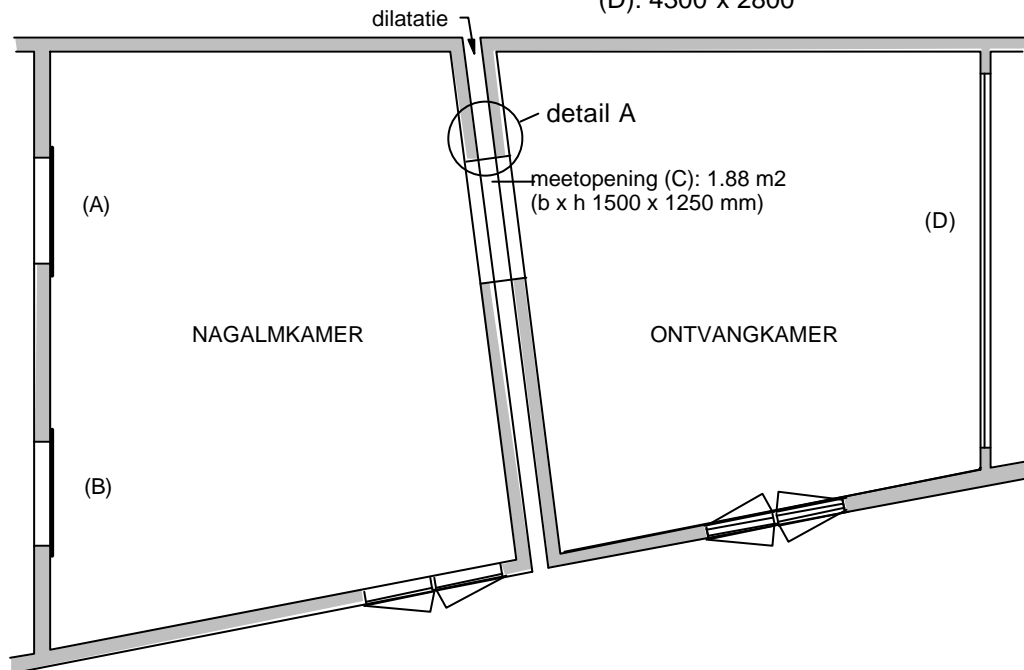 (D): 4300 x 2800
dilatatie
detail A
meetopening (C): 1.88 m2
(b x h 1500 x 1250 mm)
(A)
(D)
NAGALMKAMER
ONTVANGKAMER
(B)